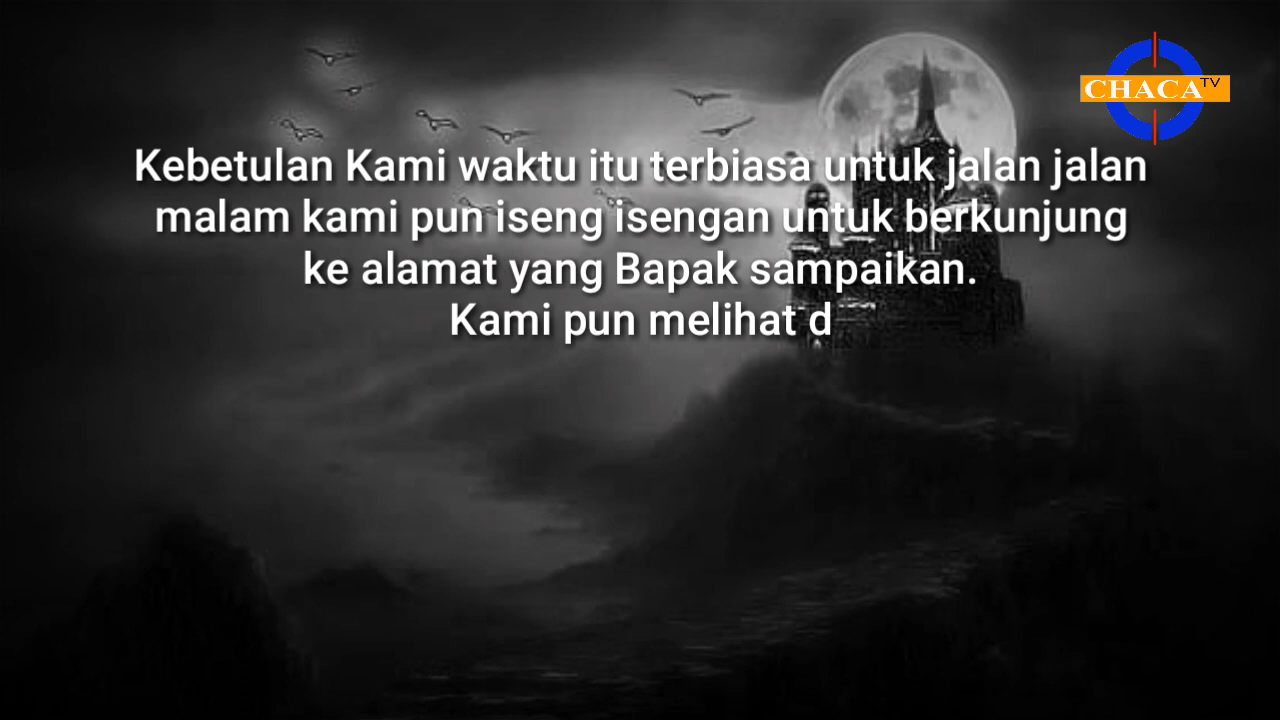 CHACA TV
Kebetulan Kami waktu itu terbiasa untuk jalan jalan
malam kami pun iseng isengan untuk berkunjung
ke alamat yang Bapak sampaikan.
Kami pun melihat d